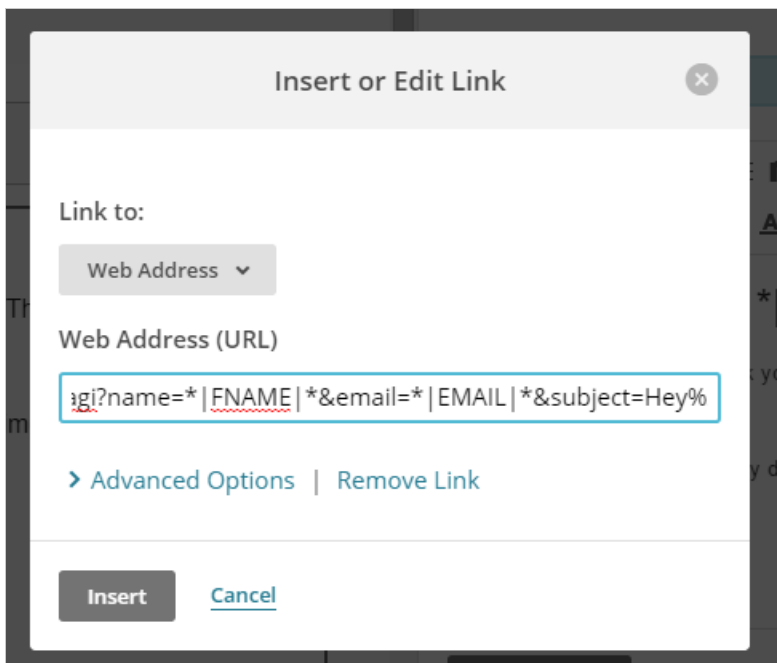 Insert or Edit Link
Link to:
Web Address
Web Address (URL)
agi?name=*|FNAME|*&email=*|EMAIL|*&subject=Hey%
Advanced Options | Remove Link
Insert Cancel